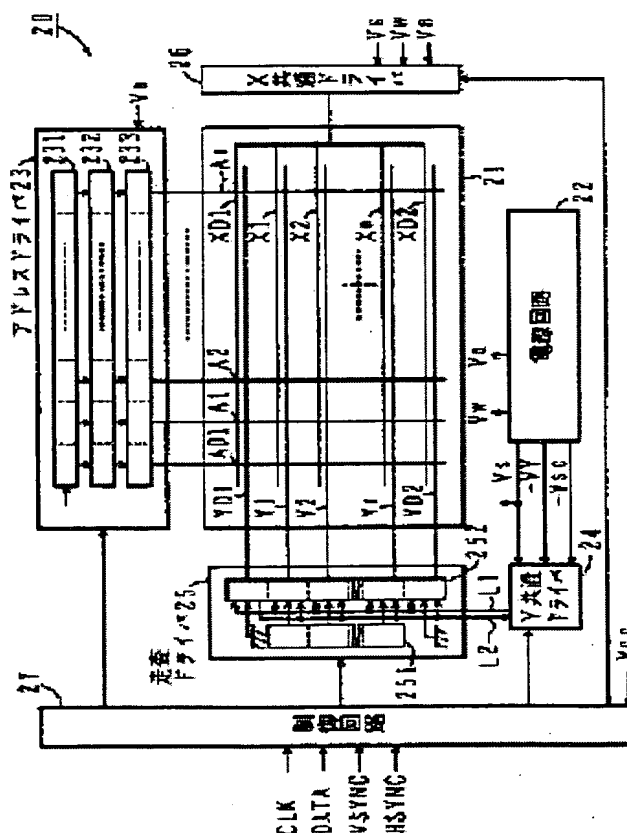 20
アドレスドライバ23
231
232
233
Va
X共通ドライバ
26
Vs
Vw
Va
21
XD1
X1
X2
XD2
A1
A2
AD1
YD1
Y1
Y2
YD2
走査
ドライバ25
251
252
L1
L2
Y共通
ドライバ
24
電源回路
22
Va
Vw
Vs
-VY
-Vsc
制御回路
27
CLK
DATA
VSYNC
HSYNC